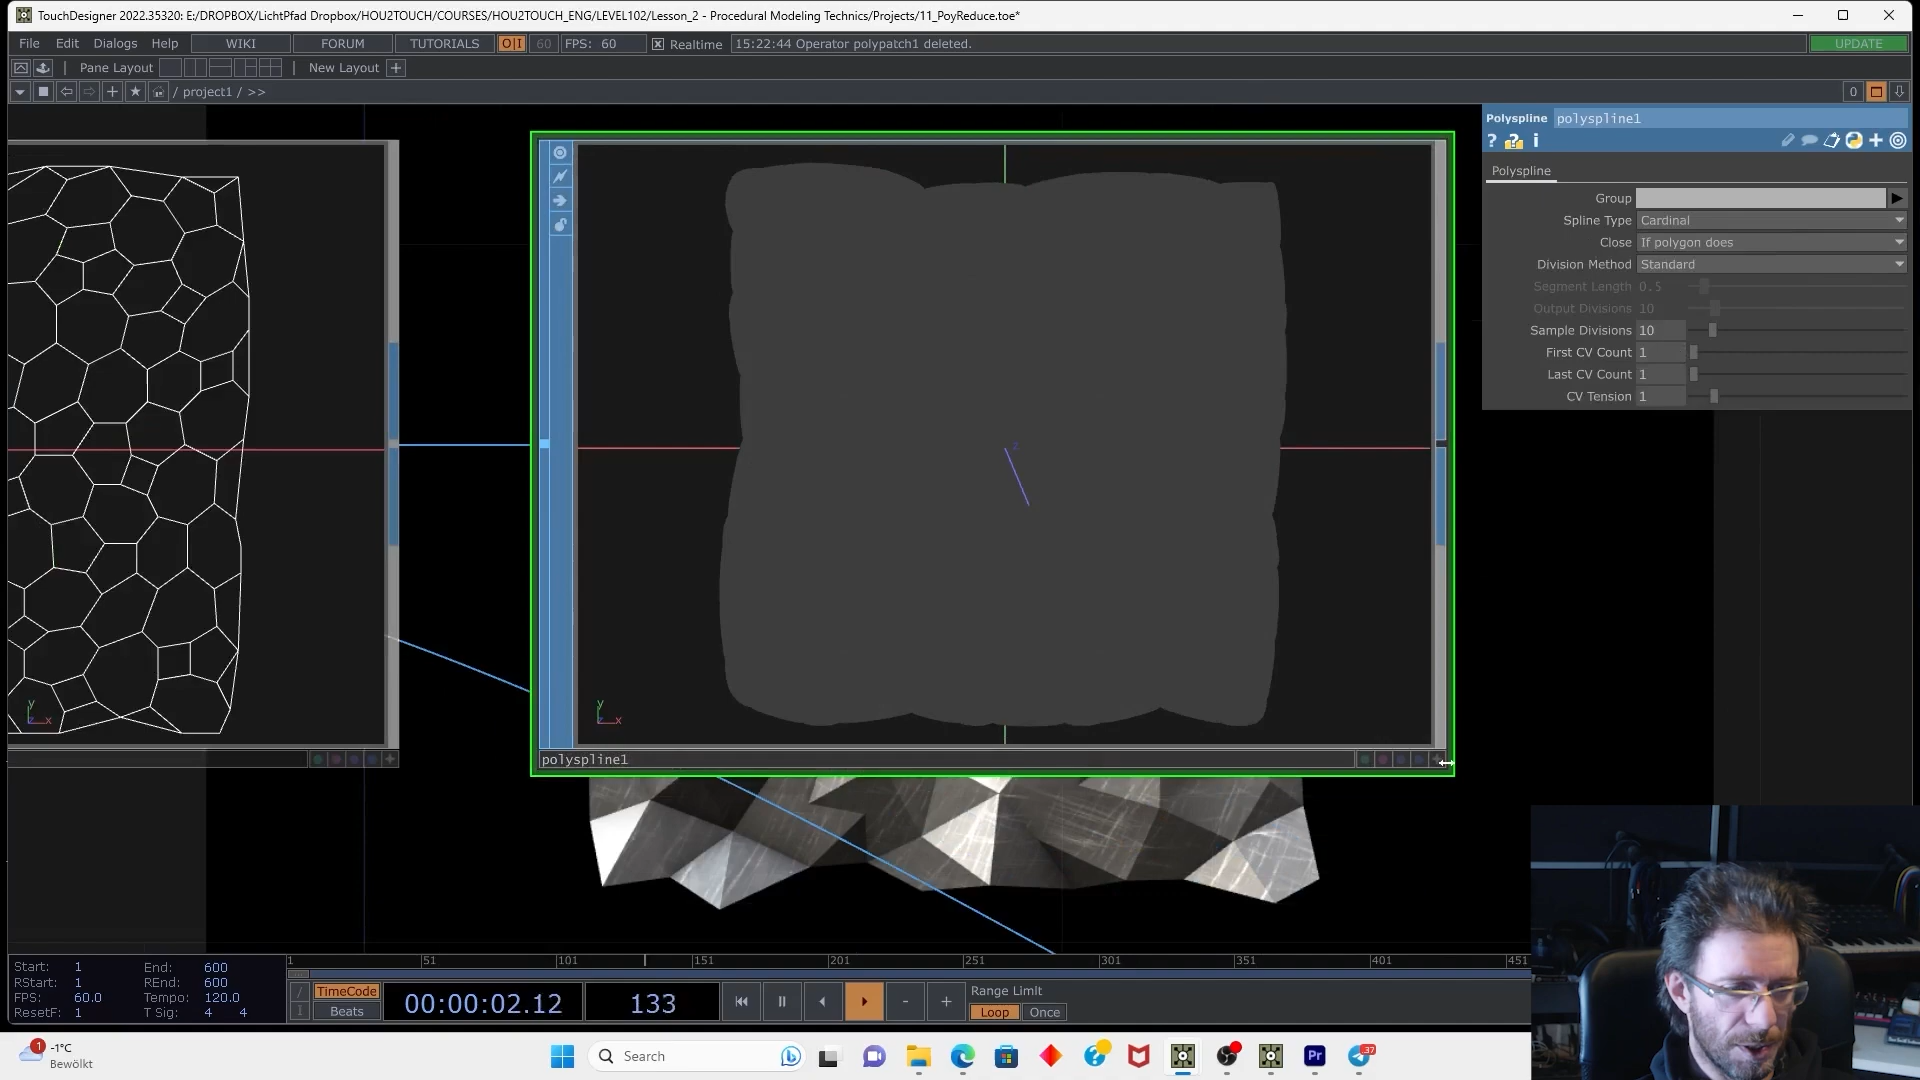 TouchDesigner 2022.35320: E:/DROPBOX/LichtPfad Dropbox/HOU2TOUCH/COURSES/HOU2TOUCH_ENG/LEVEL102/Lesson_2 - Procedural Modeling Technics/Projects/11_PoyReduce.toe*
File Edit Dialogs Help WIKI FORUM TUTORIALS O|I 60 FPS: 60 Realtime 15:22:44 Operator polypatch1 deleted. UPDATE
Pane Layout New Layout +
/ project1 / >> 0
Polyspline polyspline1
Polyspline
Group
Spline Type Cardinal
Close If polygon does
Division Method Standard
Segment Length 0.5
Output Divisions 10
Sample Divisions 10
First CV Count 1
Last CV Count 1
CV Tension 1
z
y
x
y
x
polyspline1
Start: 1 End: 600
RStart: 1 REnd: 600
FPS: 60.0 Tempo: 120.0
ResetF: 1 T Sig: 4 4
1 51 101 151 201 251 301 351 401 451
TimeCode
Beats
00:00:02.12 133
- +
Range Limit
Loop Once
1
-1°C
Bewölkt
Search
Pr
37